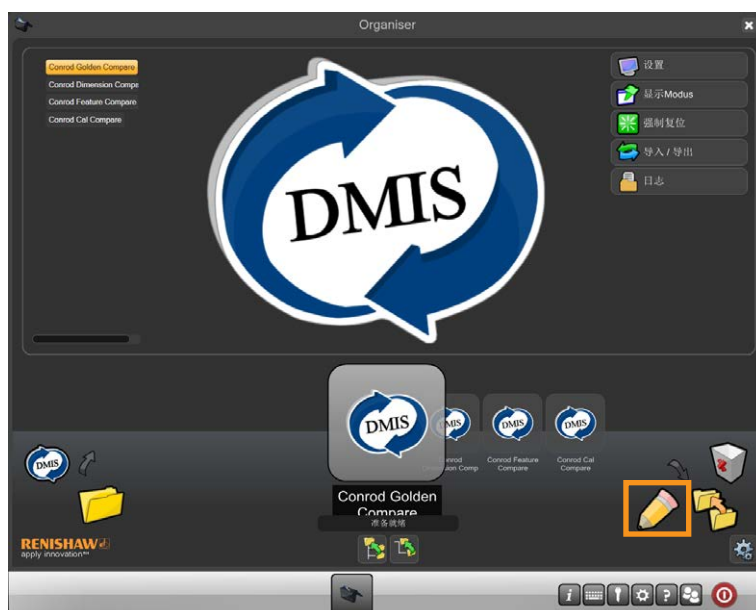 Organiser
Conrod Golden Compare
Conrod Dimension Comps
Conrod Feature Compare
Conrod Cal Compare
设置
显示Modus
强制复位
导入 / 导出
日志
DMIS
DMIS
DMIS
DMIS
DMIS
DMIS
Conrod Feature
Compare
Conrod Cal
Compare
Conrod Golden
Compare
准备就绪
RENISHAW
apply innovation™